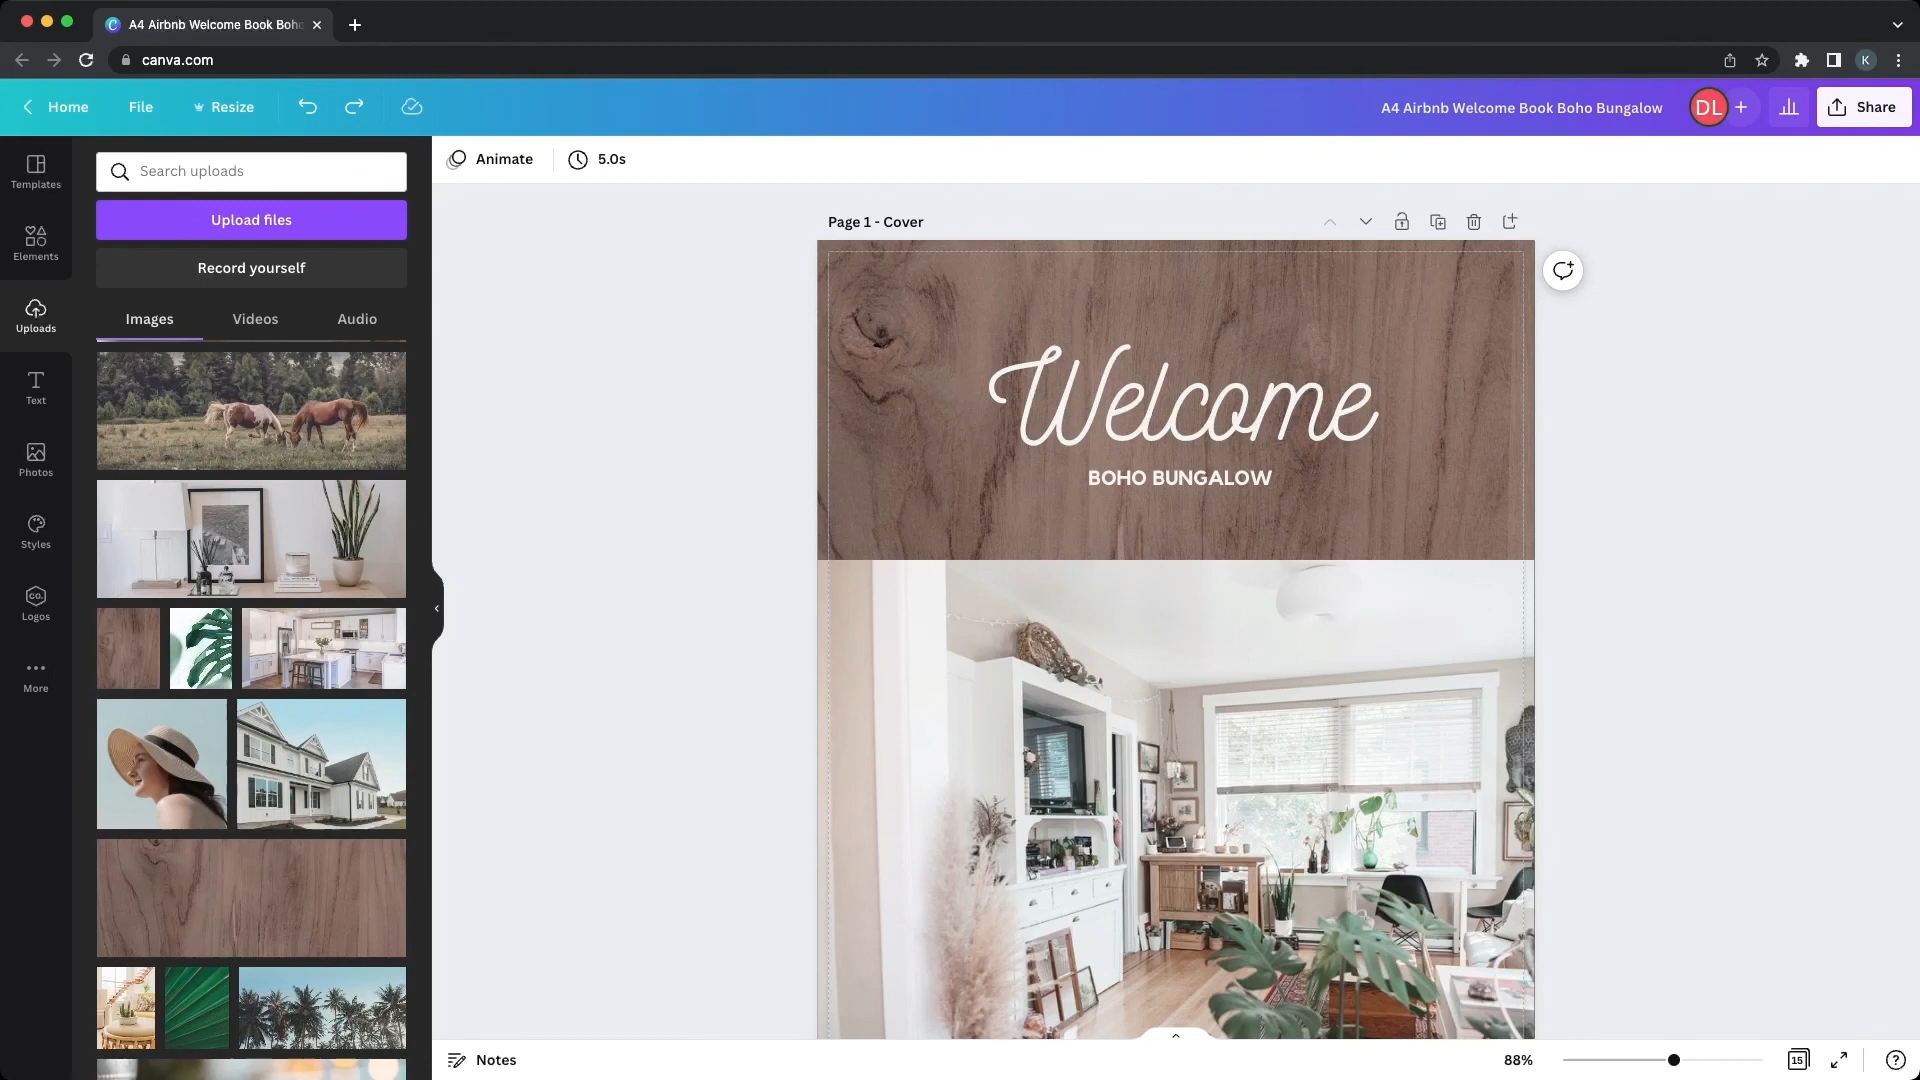 A4 Airbnb Welcome Book Boho
canva.com
K
Home
File
Resize
A4 Airbnb Welcome Book Boho Bungalow
DL
Share
Templates
Elements
Uploads
Text
Photos
Styles
CO.
Logos
More
Search uploads
Upload files
Record yourself
Images
Videos
Audio
Animate
5.0s
Page 1 - Cover
Welcome
BOHO BUNGALOW
Notes
88%
15